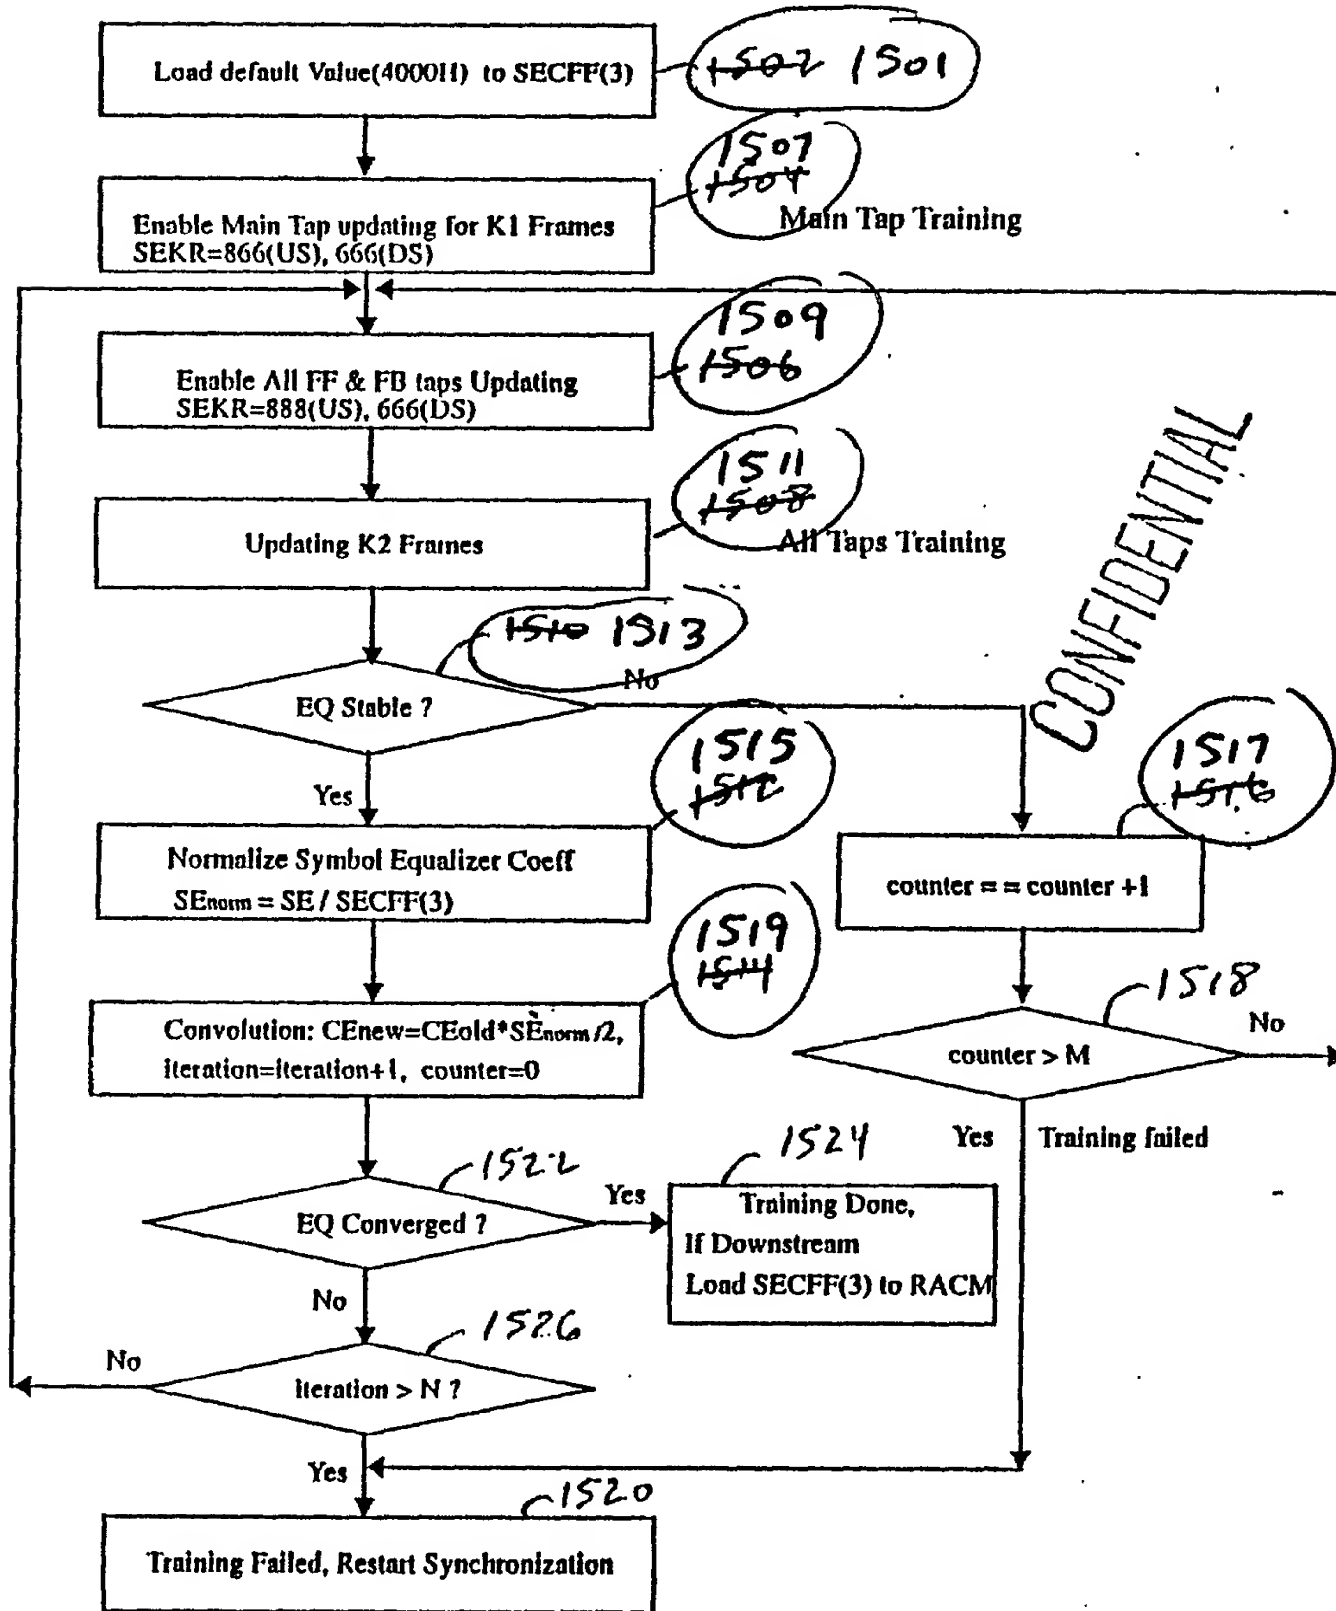 Load default Value(4000H) to SECFF(3)
1502 1501
1507
1504
Enable Main Tap updating for K1 Frames
SEKR=866(US), 666(DS)
Main Tap Training
1509
1506
Enable All FF & FB taps Updating
SEKR=888(US), 666(DS)
1511
1508
Updating K2 Frames
All Taps Training
CONFIDENTIAL
1510 1513
No
EQ Stable ?
1515
1512
1517
1516
Yes
Normalize Symbol Equalizer Coeff
SEnorm = SE / SECFF(3)
counter = = counter +1
1519
1514
1518
Convolution: CEnew=CEold*SEnorm/2,
iteration=iteration+1, counter=0
counter > M
No
Yes
Training failed
1522
1524
EQ Converged ?
Yes
Training Done,
If Downstream
Load SECFF(3) to RACM
No
1526
No
iteration > N ?
Yes
1520
Training Failed, Restart Synchronization